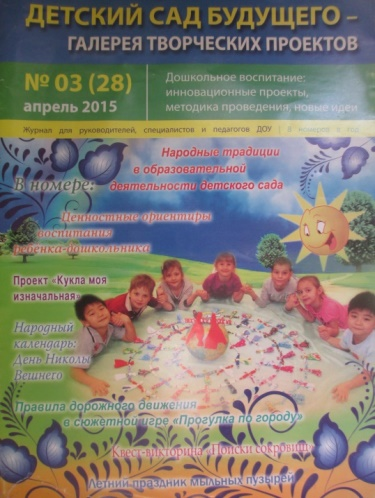 ДЕТСКИЙ САД БУДУЩЕГО –
ГАЛЕРЕЯ ТВОРЧЕСКИХ ПРОЕКТОВ
№ 03 (28)
апрель 2015
Дошкольное воспитание:
инновационные проекты,
методика проведения, новые идеи
Журнал для руководителей, специалистов и педагогов ДОУ
Народные традиции
в образовательной
деятельности детского сада
В номере:
Ценностные ориентиры
воспитания
ребенка-дошкольника
Проект «Кукла моя
изначальная»
Народный
календарь:
День Николы
Вешнего
Правила дорожного движения
в сюжетной игре «Прогулка по городу»
Квест-викторина «Поиски сокровищ»
Летний праздник мыльных пузырей